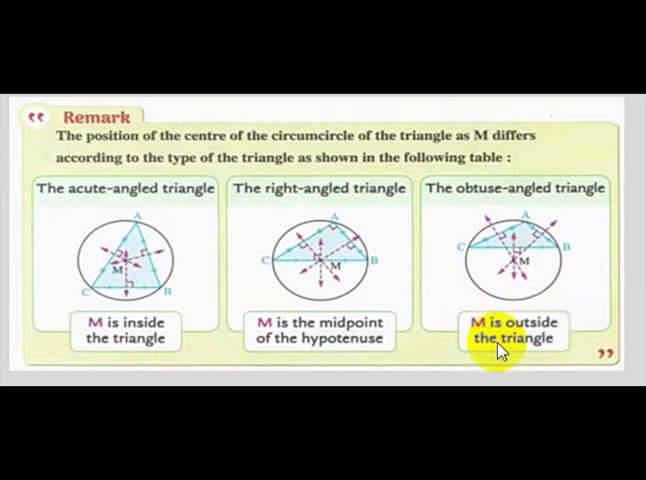 Remark
The position of the centre of the circumcircle of the triangle as M differs
according to the type of the triangle as shown in the following table :
The acute-angled triangle
A
M
C
B
M is inside
the triangle
The right-angled triangle
A
C
M
B
M is the midpoint
of the hypotenuse
The obtuse-angled triangle
A
C
B
M
M is outside
the triangle